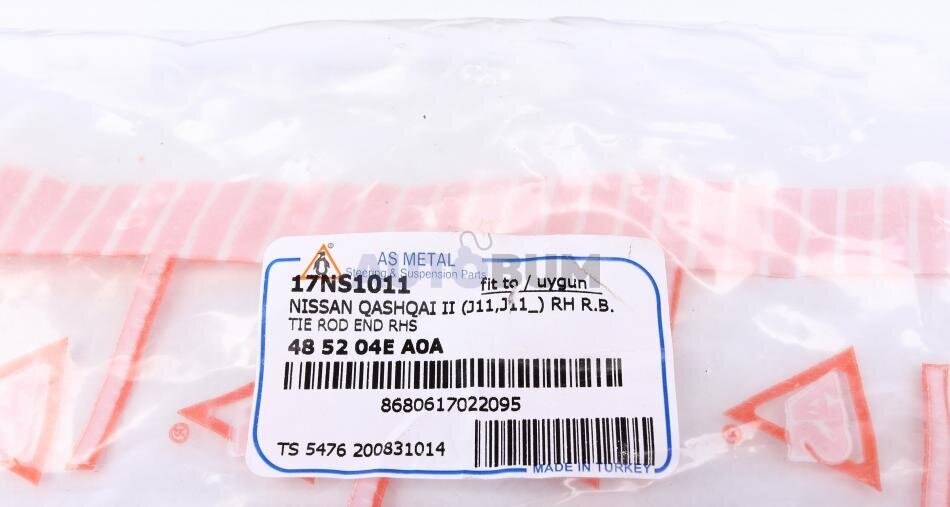 AS METAL
Steering & Suspension Parts
AUTOBUM
17NS1011
fit to / uygun
NISSAN QASHQAI II (J11,J11_) RH R.B.
TIE ROD END RHS
48 52 04E A0A
8680617022095
TS 5476 200831014
MADE IN TURKEY